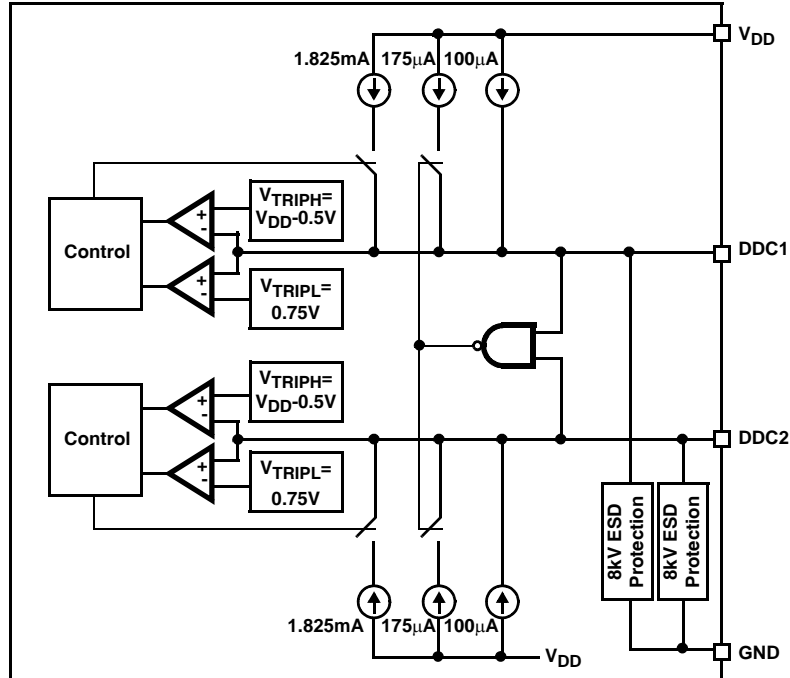 VDD
1.825mA 175μA 100μA
VTRIPH=
VDD-0.5V
+
-
Control
DDC1
+
-
VTRIPL=
0.75V
VTRIPH=
VDD-0.5V
+
-
Control
DDC2
+
-
VTRIPL=
0.75V
8kV ESD
Protection
8kV ESD
Protection
1.825mA 175μA 100μA
VDD
GND